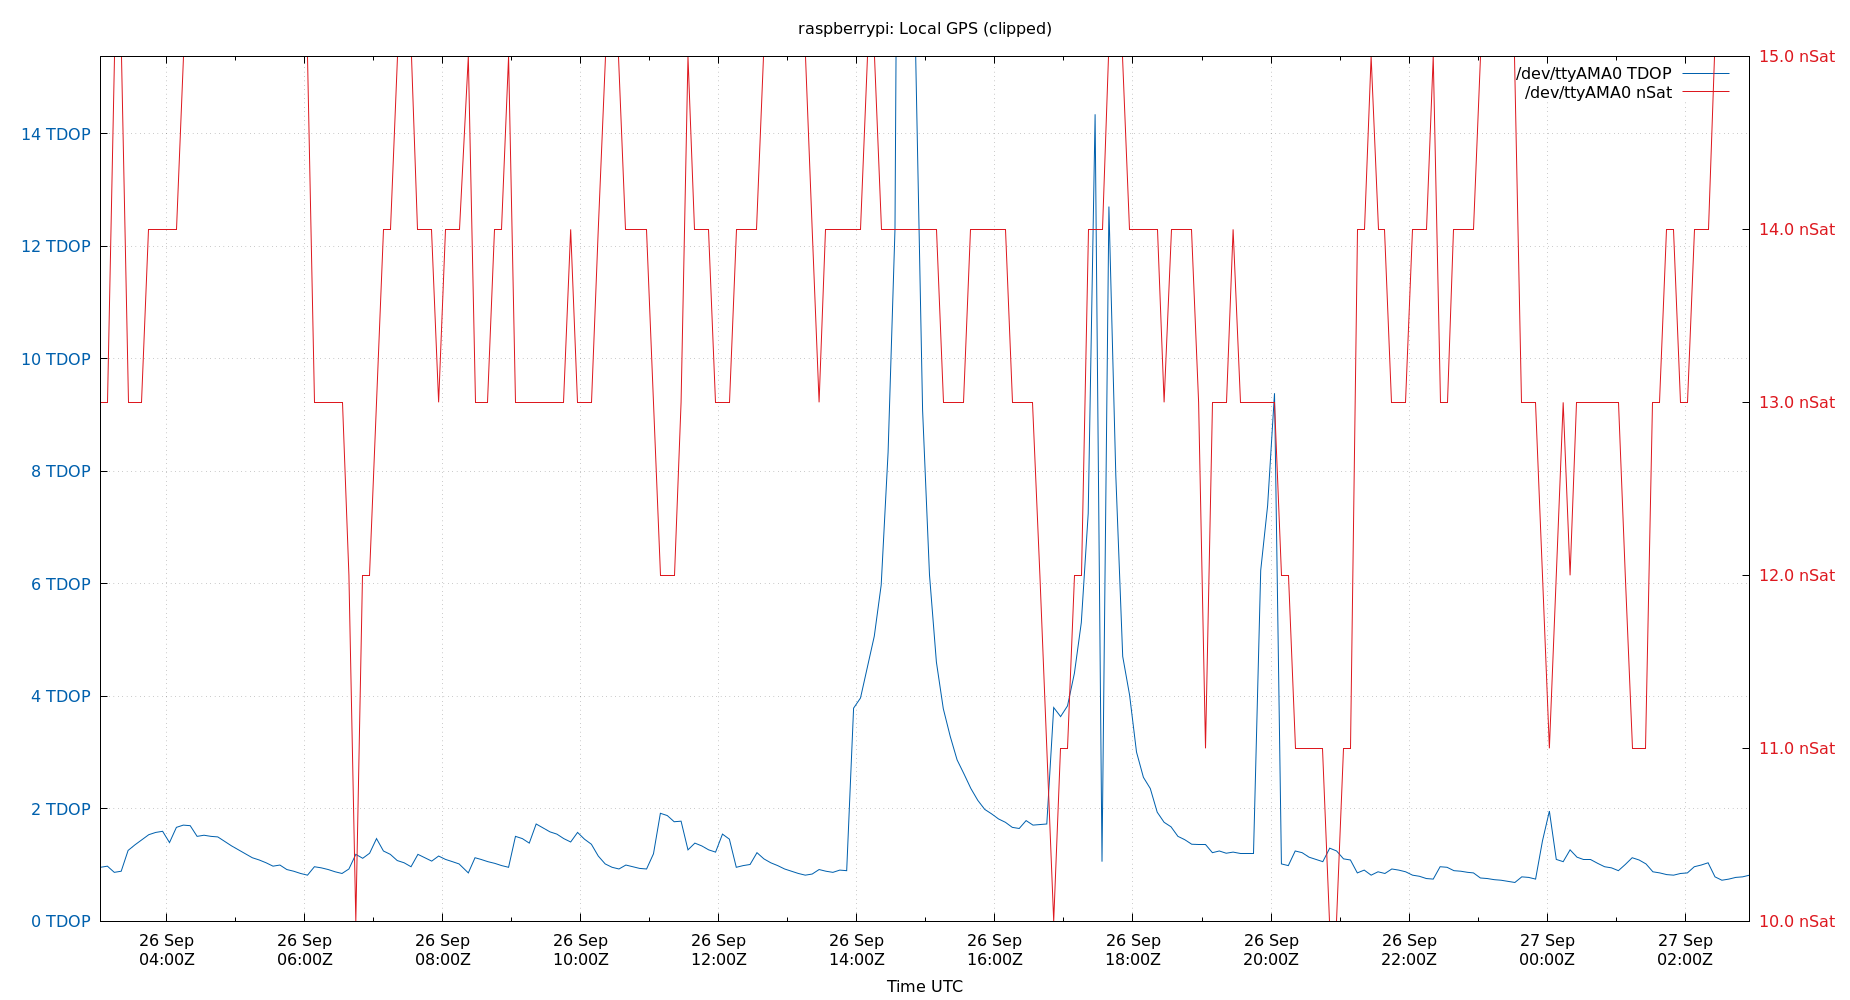 raspberrypi: Local GPS (clipped)
/dev/ttyAMA0 TDOP
/dev/ttyAMA0 nSat
14 TDOP
12 TDOP
10 TDOP
8 TDOP
6 TDOP
4 TDOP
2 TDOP
0 TDOP
15.0 nSat
14.0 nSat
13.0 nSat
12.0 nSat
11.0 nSat
10.0 nSat
26 Sep
04:00Z
26 Sep
06:00Z
26 Sep
08:00Z
26 Sep
10:00Z
26 Sep
12:00Z
26 Sep
14:00Z
26 Sep
16:00Z
26 Sep
18:00Z
26 Sep
20:00Z
26 Sep
22:00Z
27 Sep
00:00Z
27 Sep
02:00Z
Time UTC